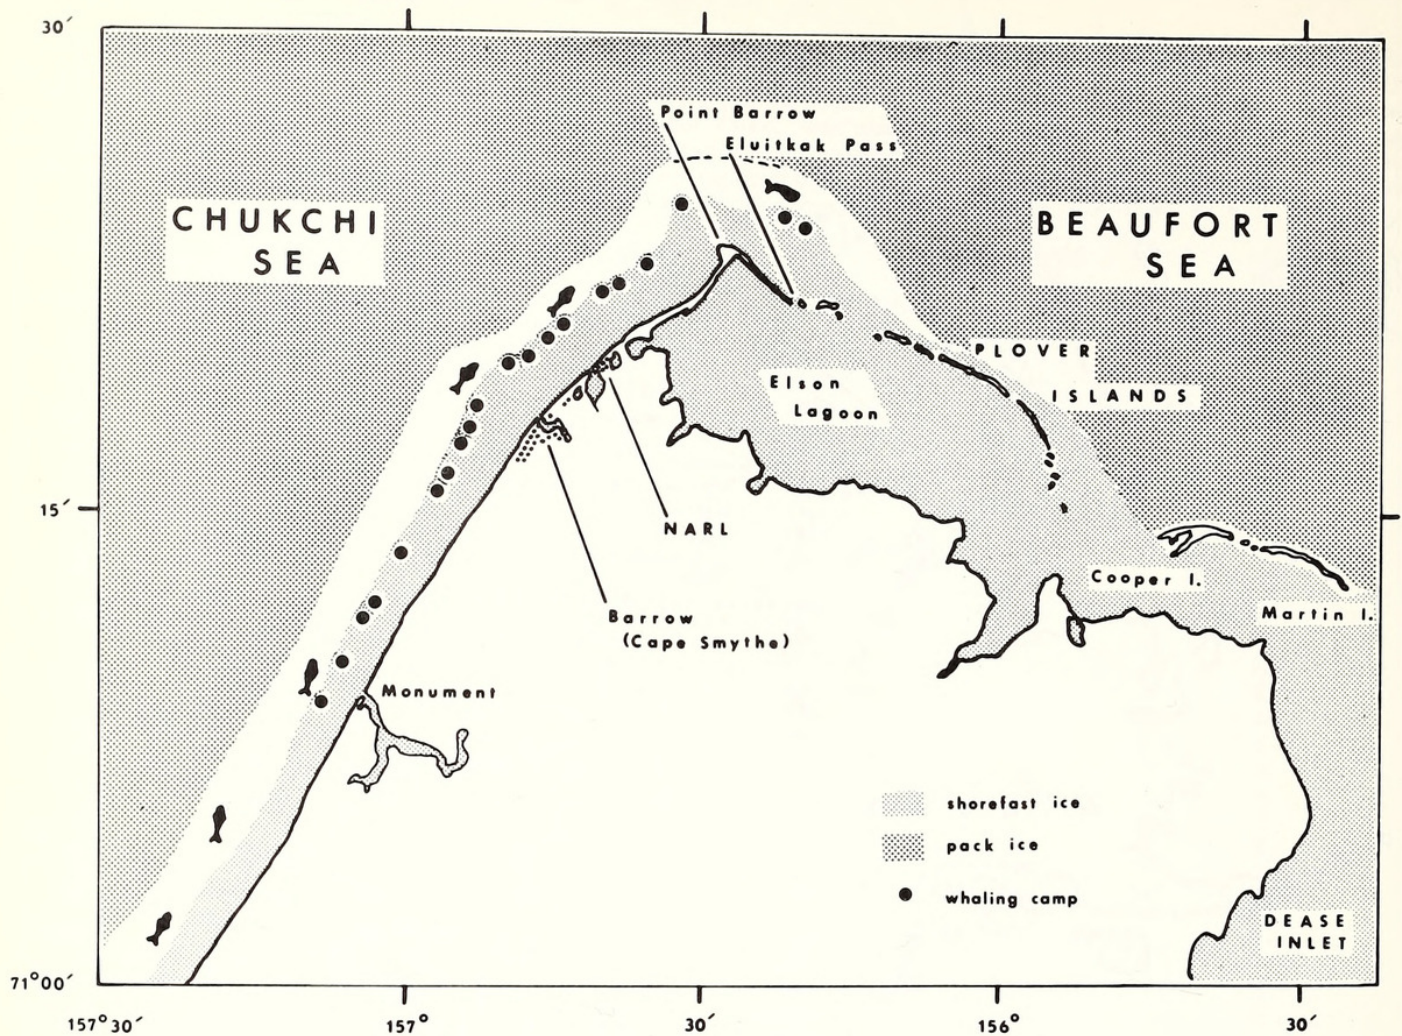 30′
Point Barrow
Eluitkak Pass
CHUKCHI
SEA
BEAUFORT
SEA
PLOVER
ISLANDS
Elson
Lagoon
15′
NARL
Cooper I.
Martin I.
Barrow
(Cape Smythe)
Monument
shorefast ice
pack ice
whaling camp
DEASE
INLET
71°00′
157°30′
157°
30′
156°
30′